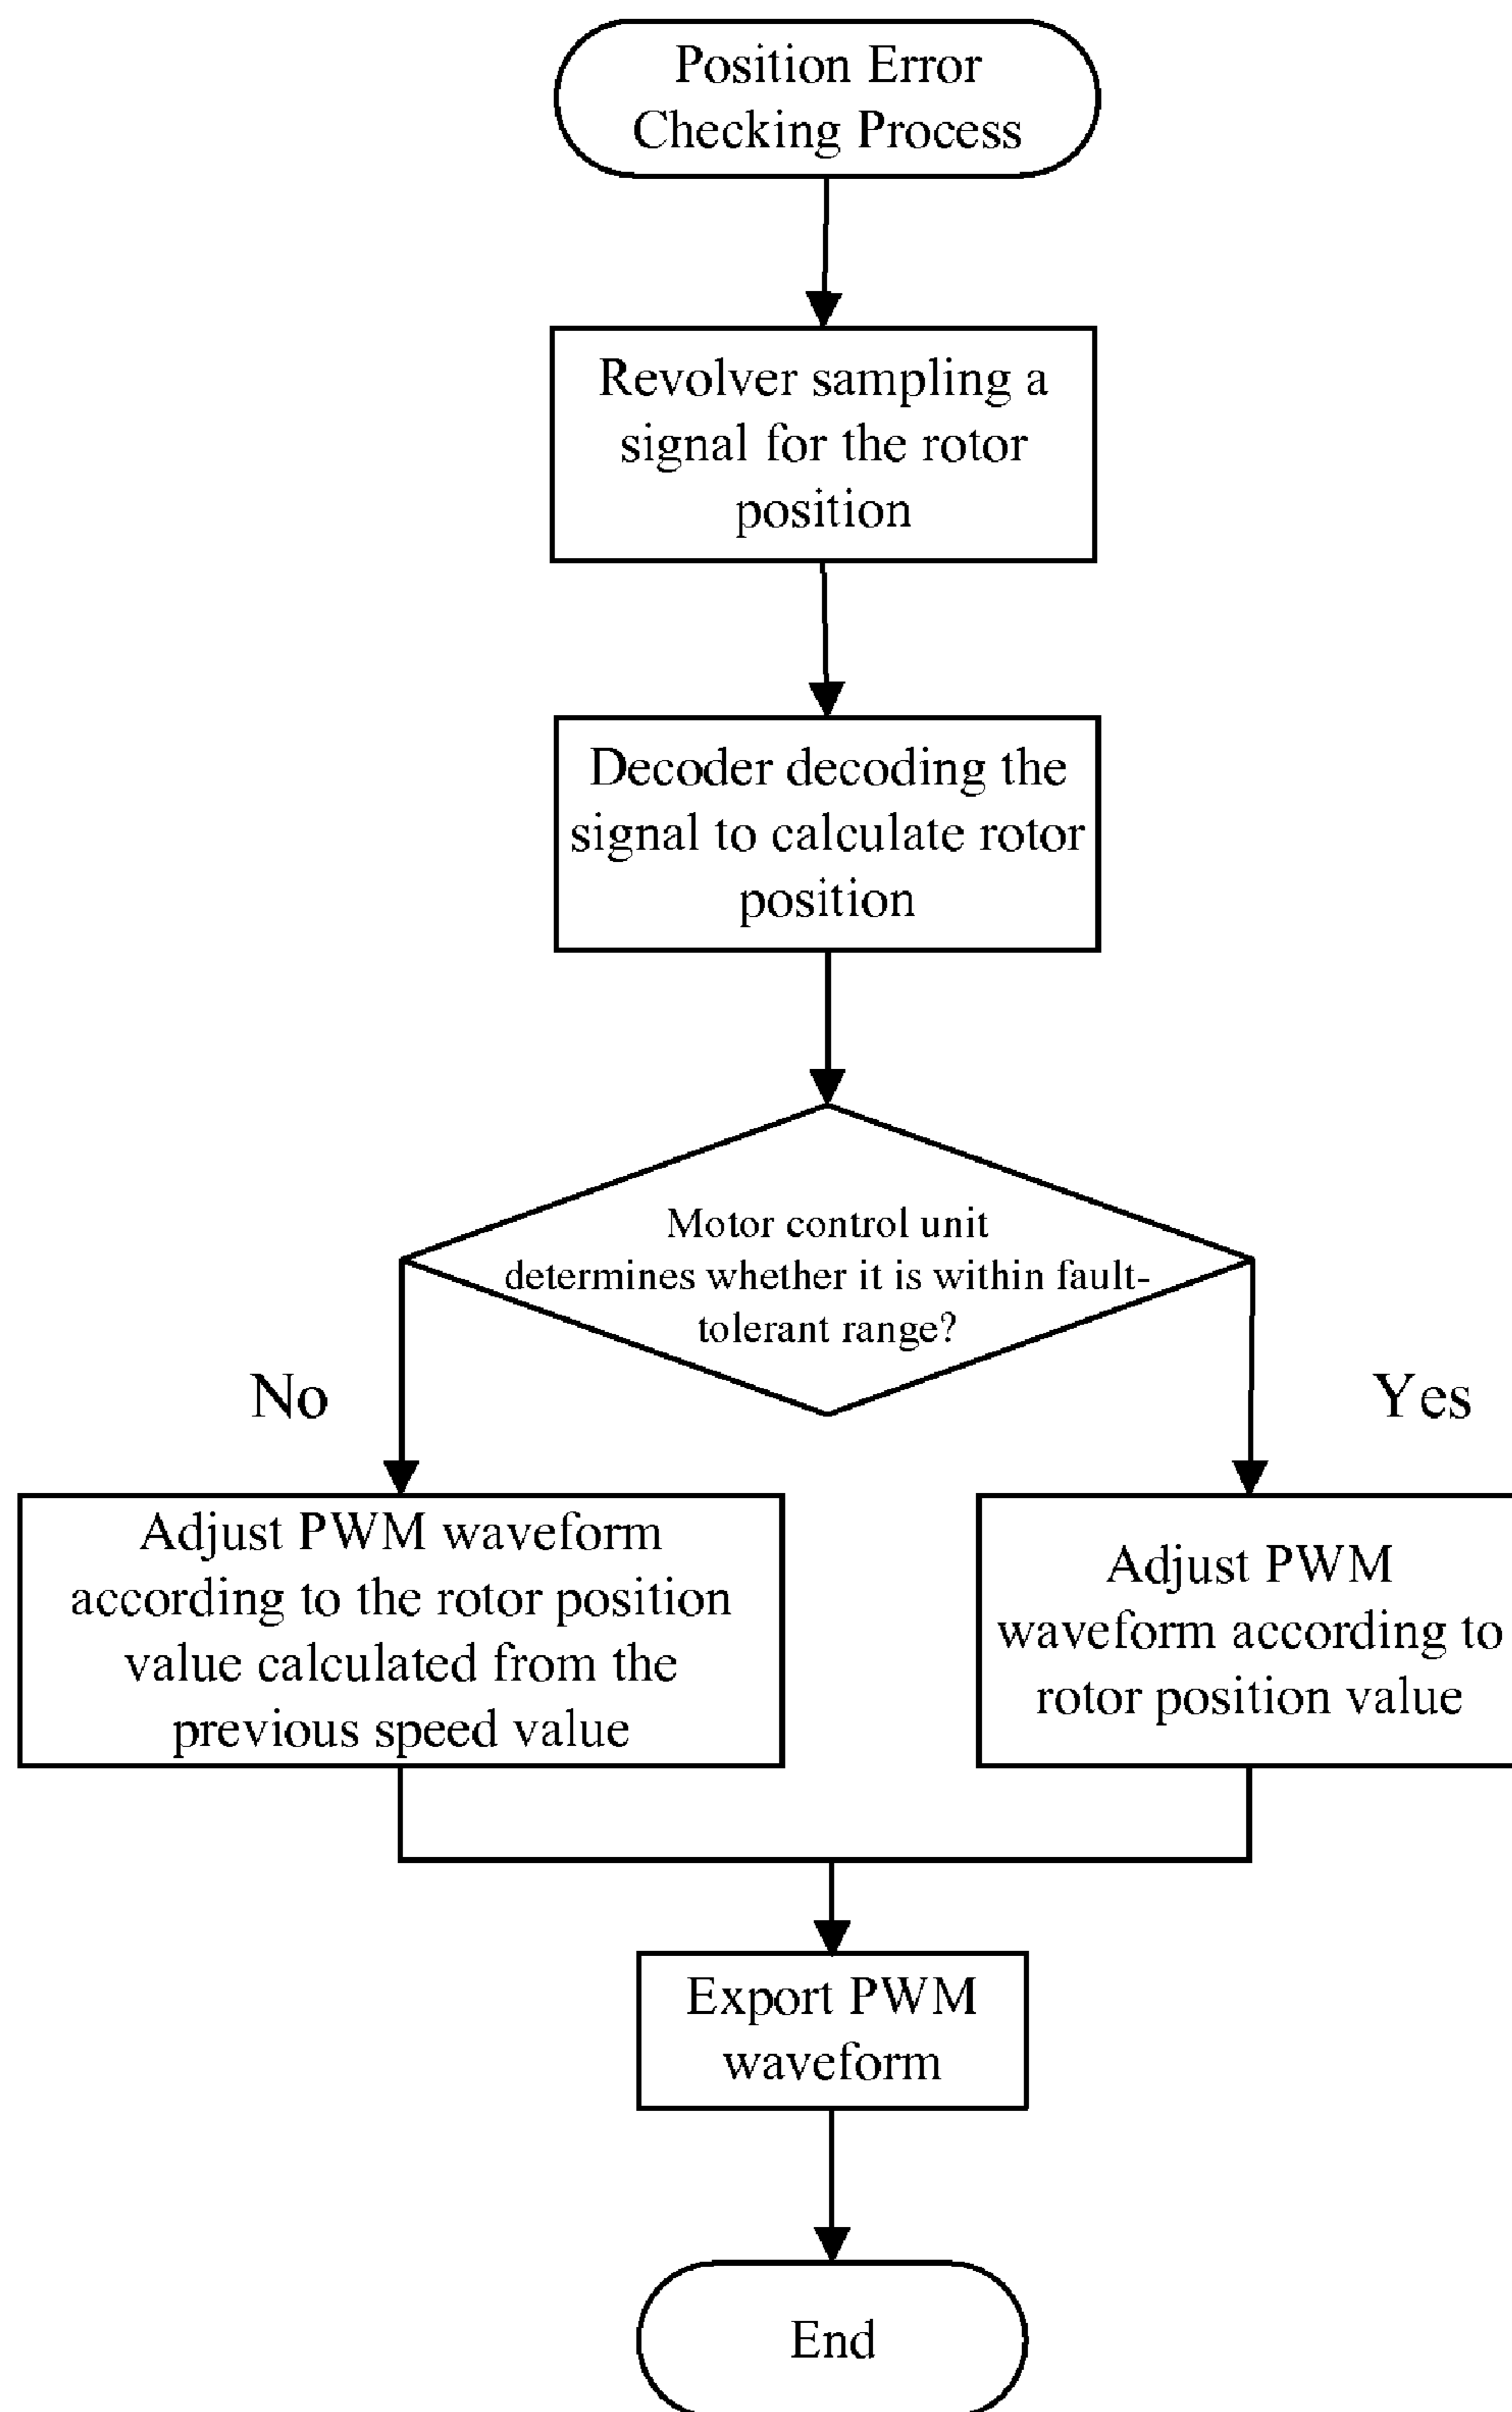 Position Error
Checking Process
Revolver sampling a
signal for the rotor
position
Decoder decoding the
signal to calculate rotor
position
Motor control unit
determines whether it is within fault-
tolerant range?
No
Yes
Adjust PWM waveform
according to the rotor position
value calculated from the
previous speed value
Adjust PWM
waveform according to
rotor position value
Export PWM
waveform
End